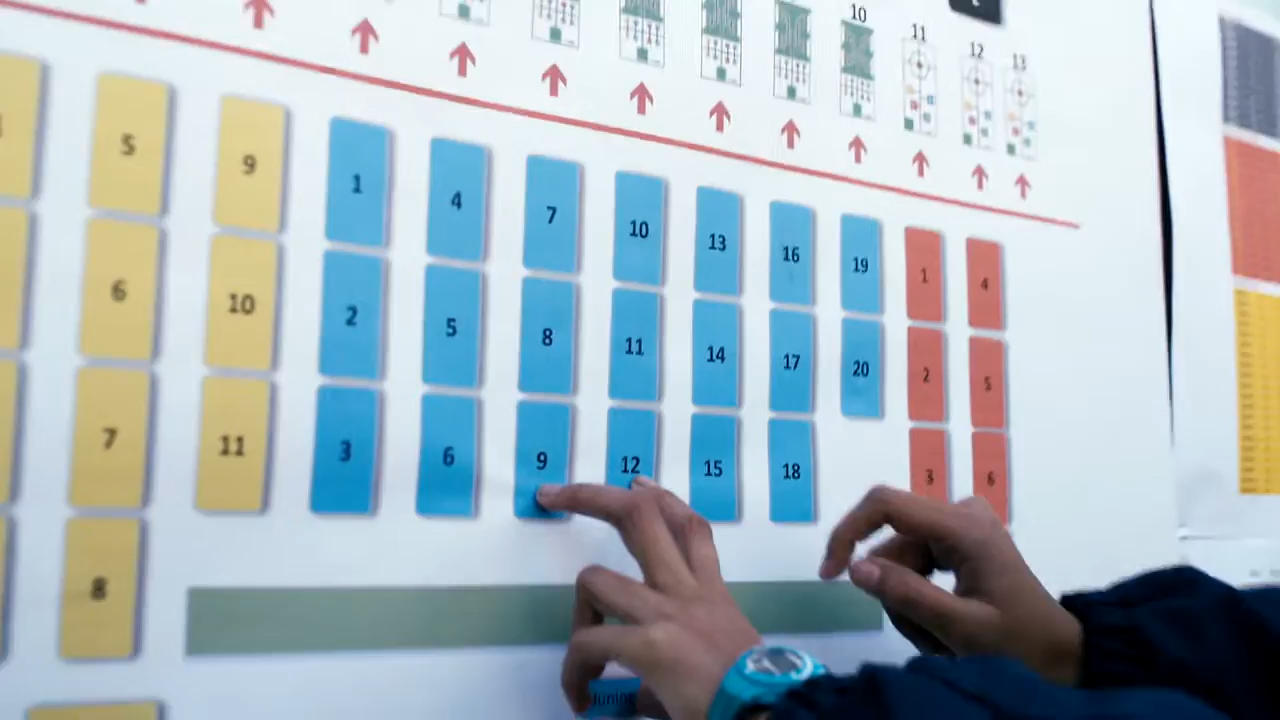 10 11 12 13
5 9 1 4 7 10 13 16 19 1 4
6 10 2 5 8 11 14 17 20 2 5
7 11 3 6 9 12 15 18 3 6
8